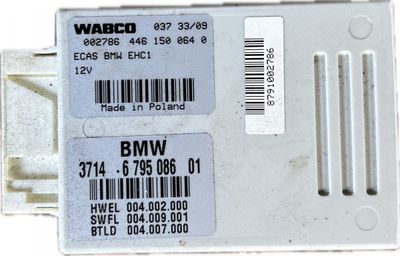 WABCO 037 33/09
002786 446 150 064 0
ECAS BMW EHC1
12V
Made in Poland
8791002786
BMW
3714 - 6 795 086 01
HWEL 004.002.000
SWFL 004.009.001
BTLD 004.007.000